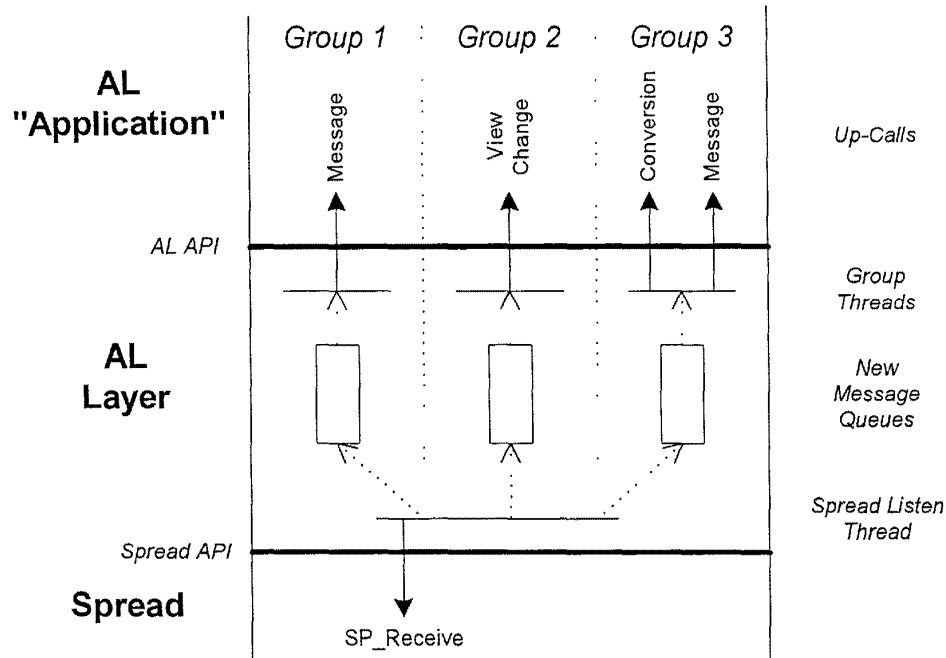 Group 1
Group 2
Group 3
AL
"Application"
Message
View
Change
Conversion
Message
Up-Calls
AL API
Group
Threads
AL
Layer
New
Message
Queues
Spread Listen
Thread
Spread API
Spread
SP_Receive